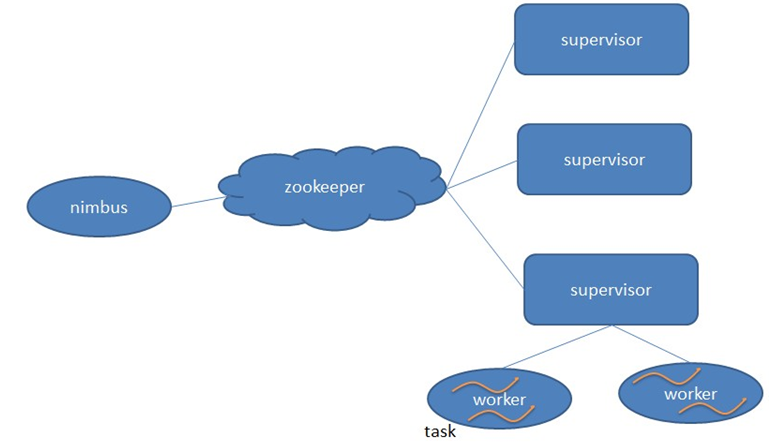 supervisor
supervisor
zookeeper
nimbus
supervisor
worker
worker
task